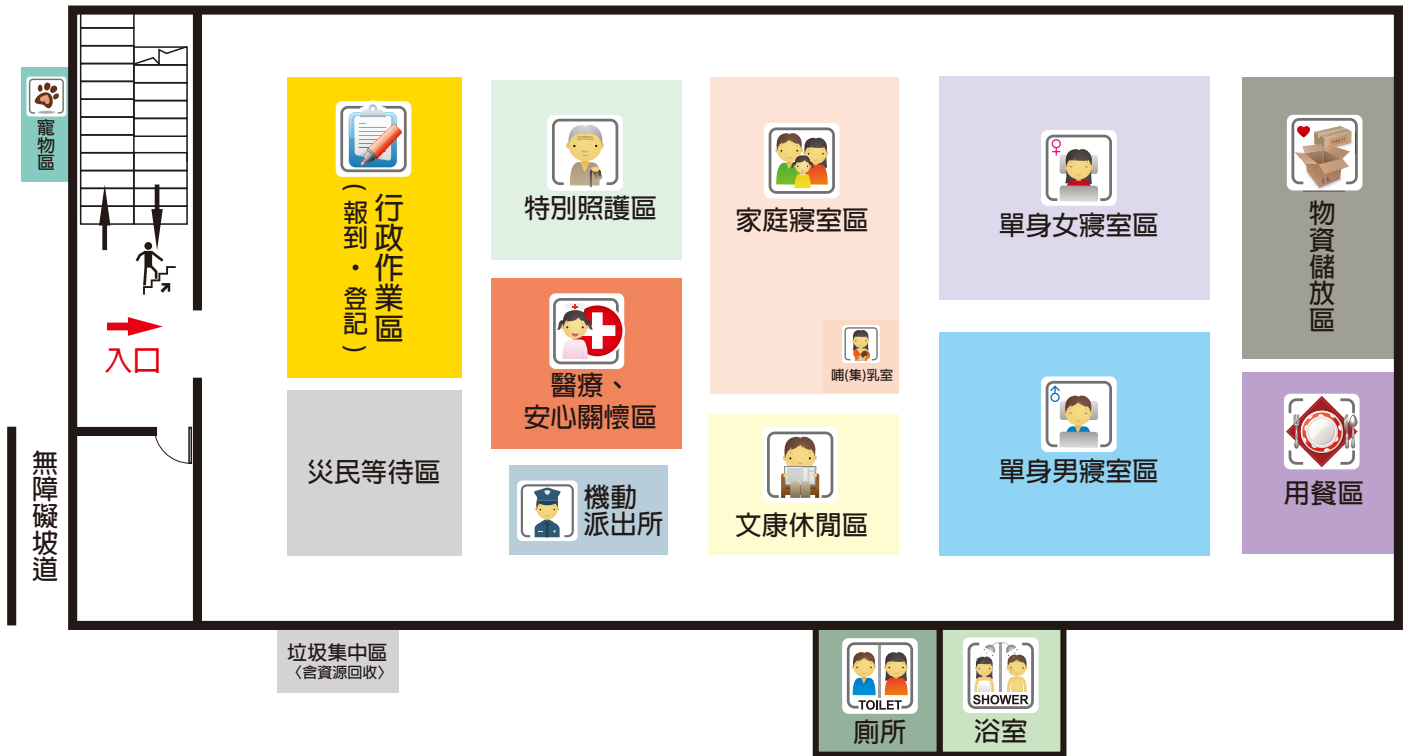 寵物區
入口
無障礙坡道
行政作業區
(報到・登記)
災民等待區
特別照護區
醫療、
安心關懷區
機動
派出所
家庭寢室區
哺(集)乳室
文康休閒區
單身女寢室區
單身男寢室區
物資儲放區
用餐區
垃圾集中區
〈含資源回收〉
TOILET
廁所
SHOWER
浴室